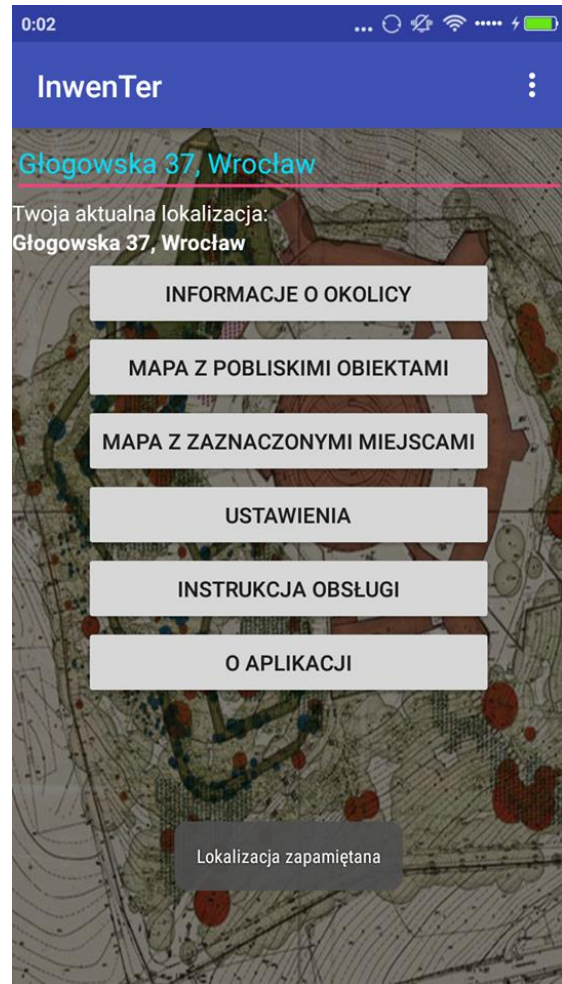 0:02
...
InwenTer
Głogowska 37, Wrocław
Twoja aktualna lokalizacja:
Głogowska 37, Wrocław
INFORMACJE O OKOLICY
MAPA Z POBLISKIMI OBIEKTAMI
MAPA Z ZAZNACZONYMI MIEJSCAMI
USTAWIENIA
INSTRUKCJA OBSŁUGI
O APLIKACJI
Lokalizacja zapamiętana